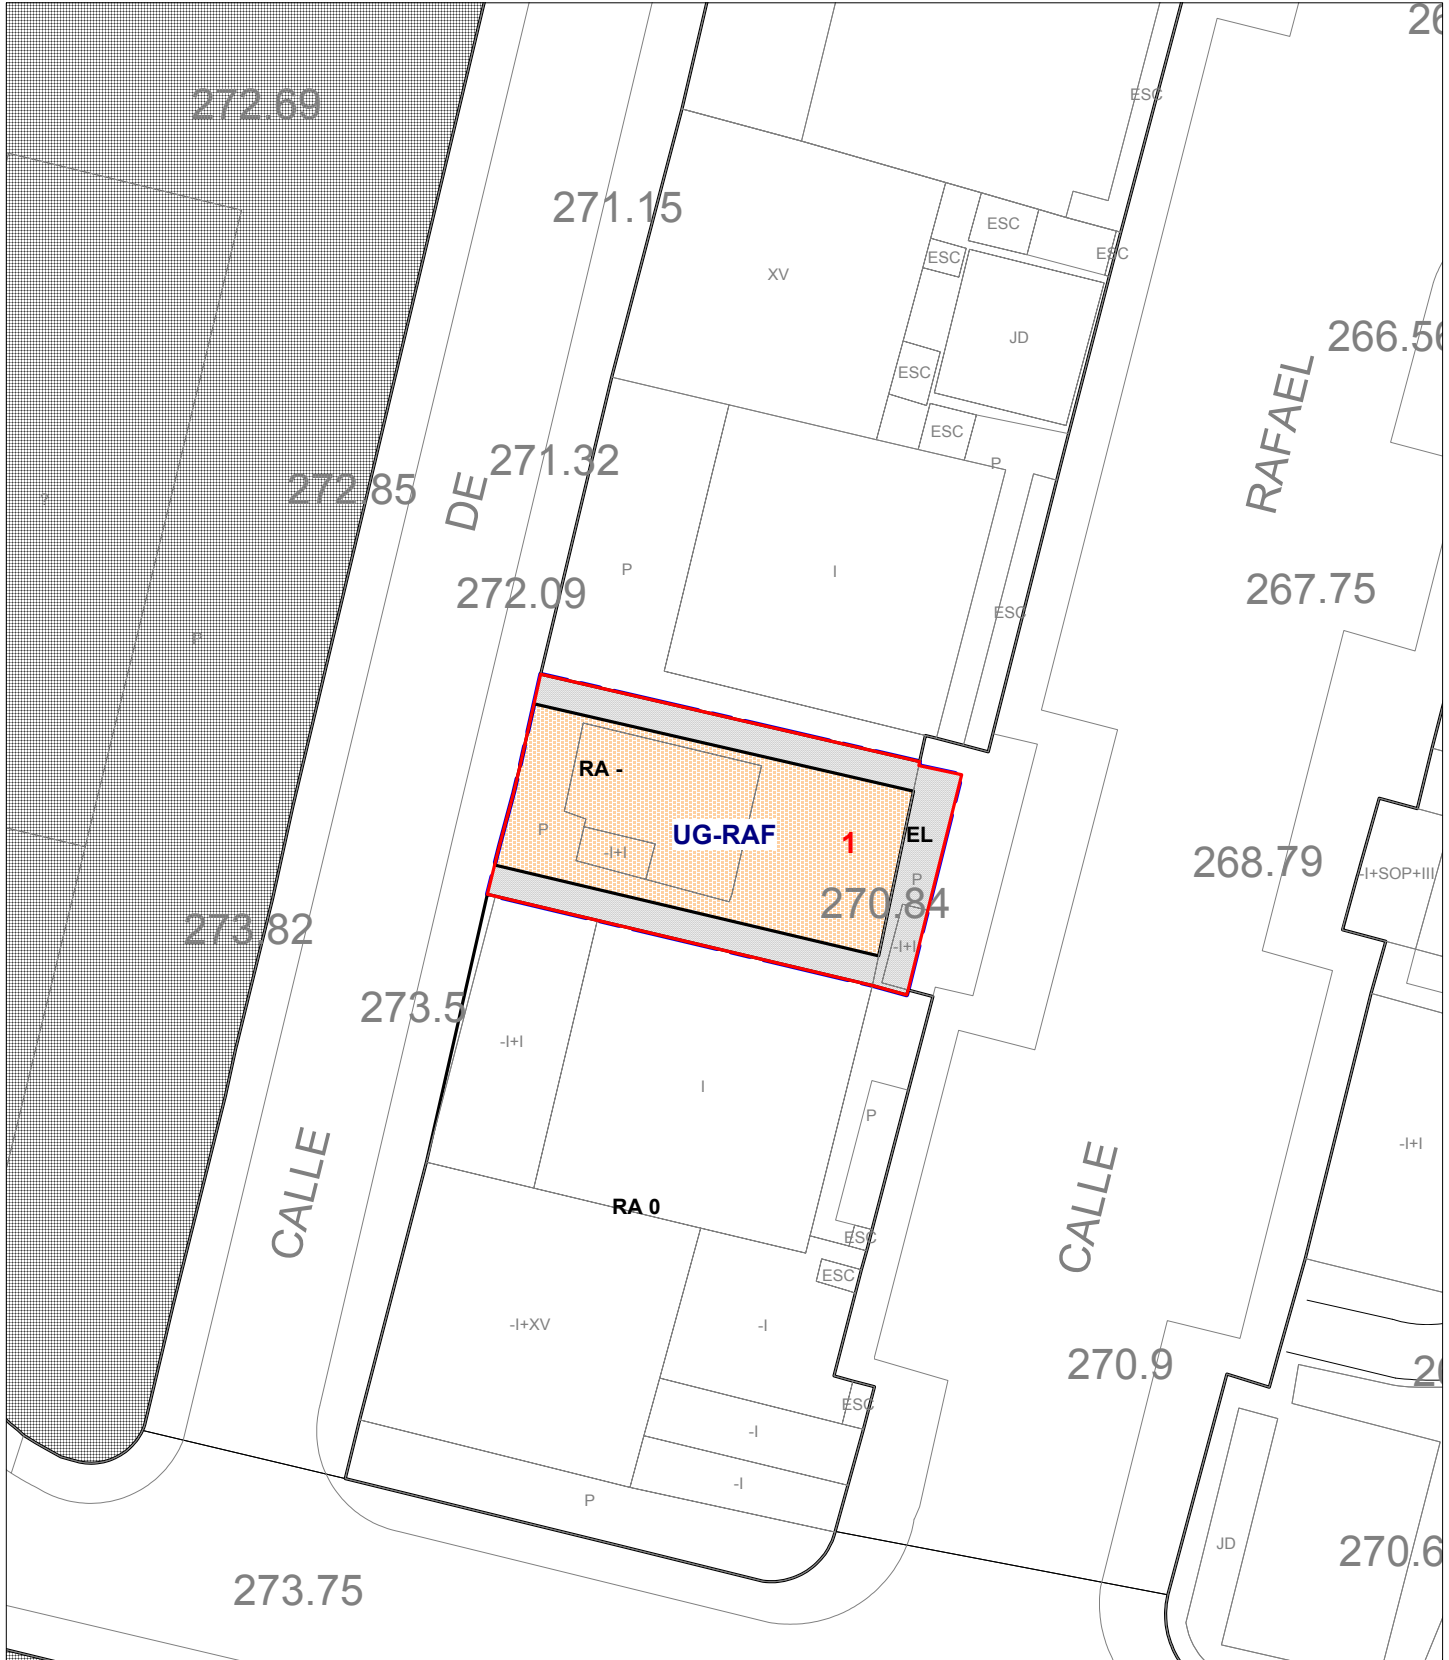 272.69
ESC
271.15
ESC
ESC
ESC
XV
JD
266.56
ESC
RAFAEL
ESC
271.32
P
272.85
?
DE
P
I
267.75
272.09
ESC
P
RA -
P
UG-RAF
1
EL
-I+I
268.79
-I+SOP+III
P
270.84
273.82
-I+I
273.5
-I+I
I
P
-I+I
CALLE
CALLE
RA 0
ESC
ESC
-I+XV
-I
270.9
ESC
-I
-I
P
JD
270.6
273.75